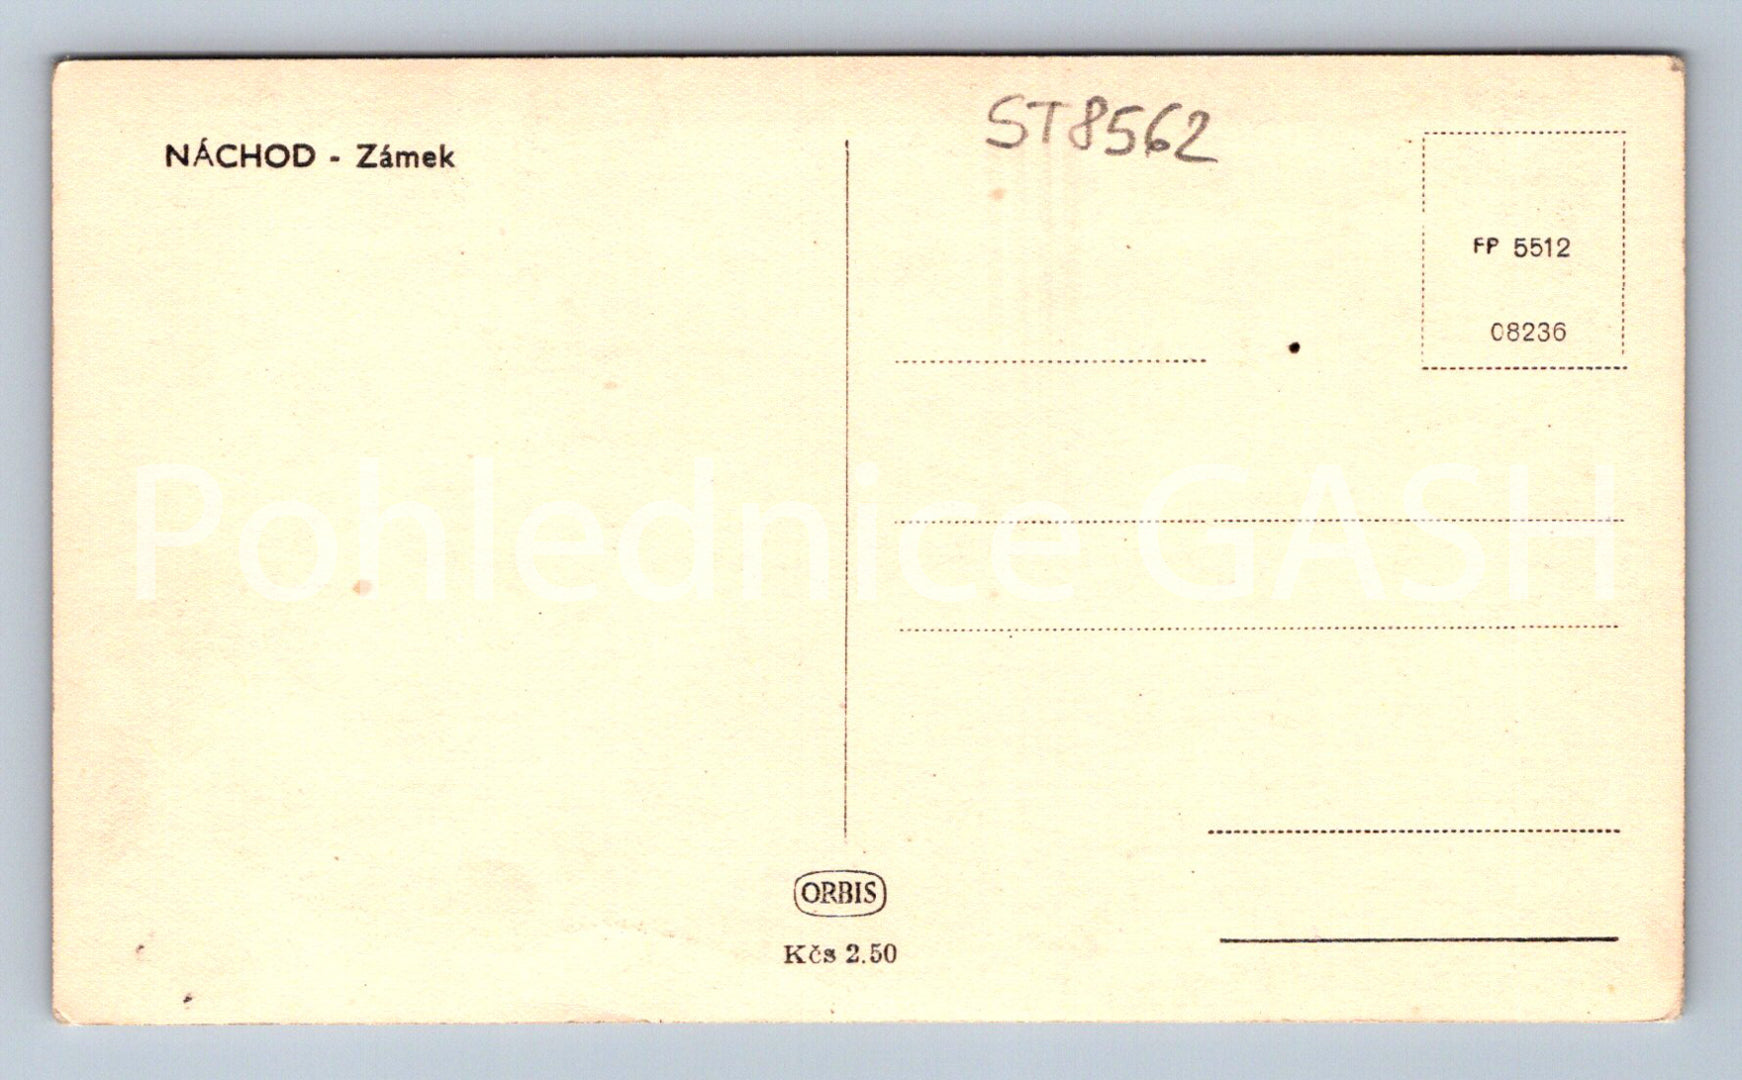 NÁCHOD - Zámek
ST8562
FP 5512
08236
Pohlednice GASH
ORBIS
Kčs 2.50